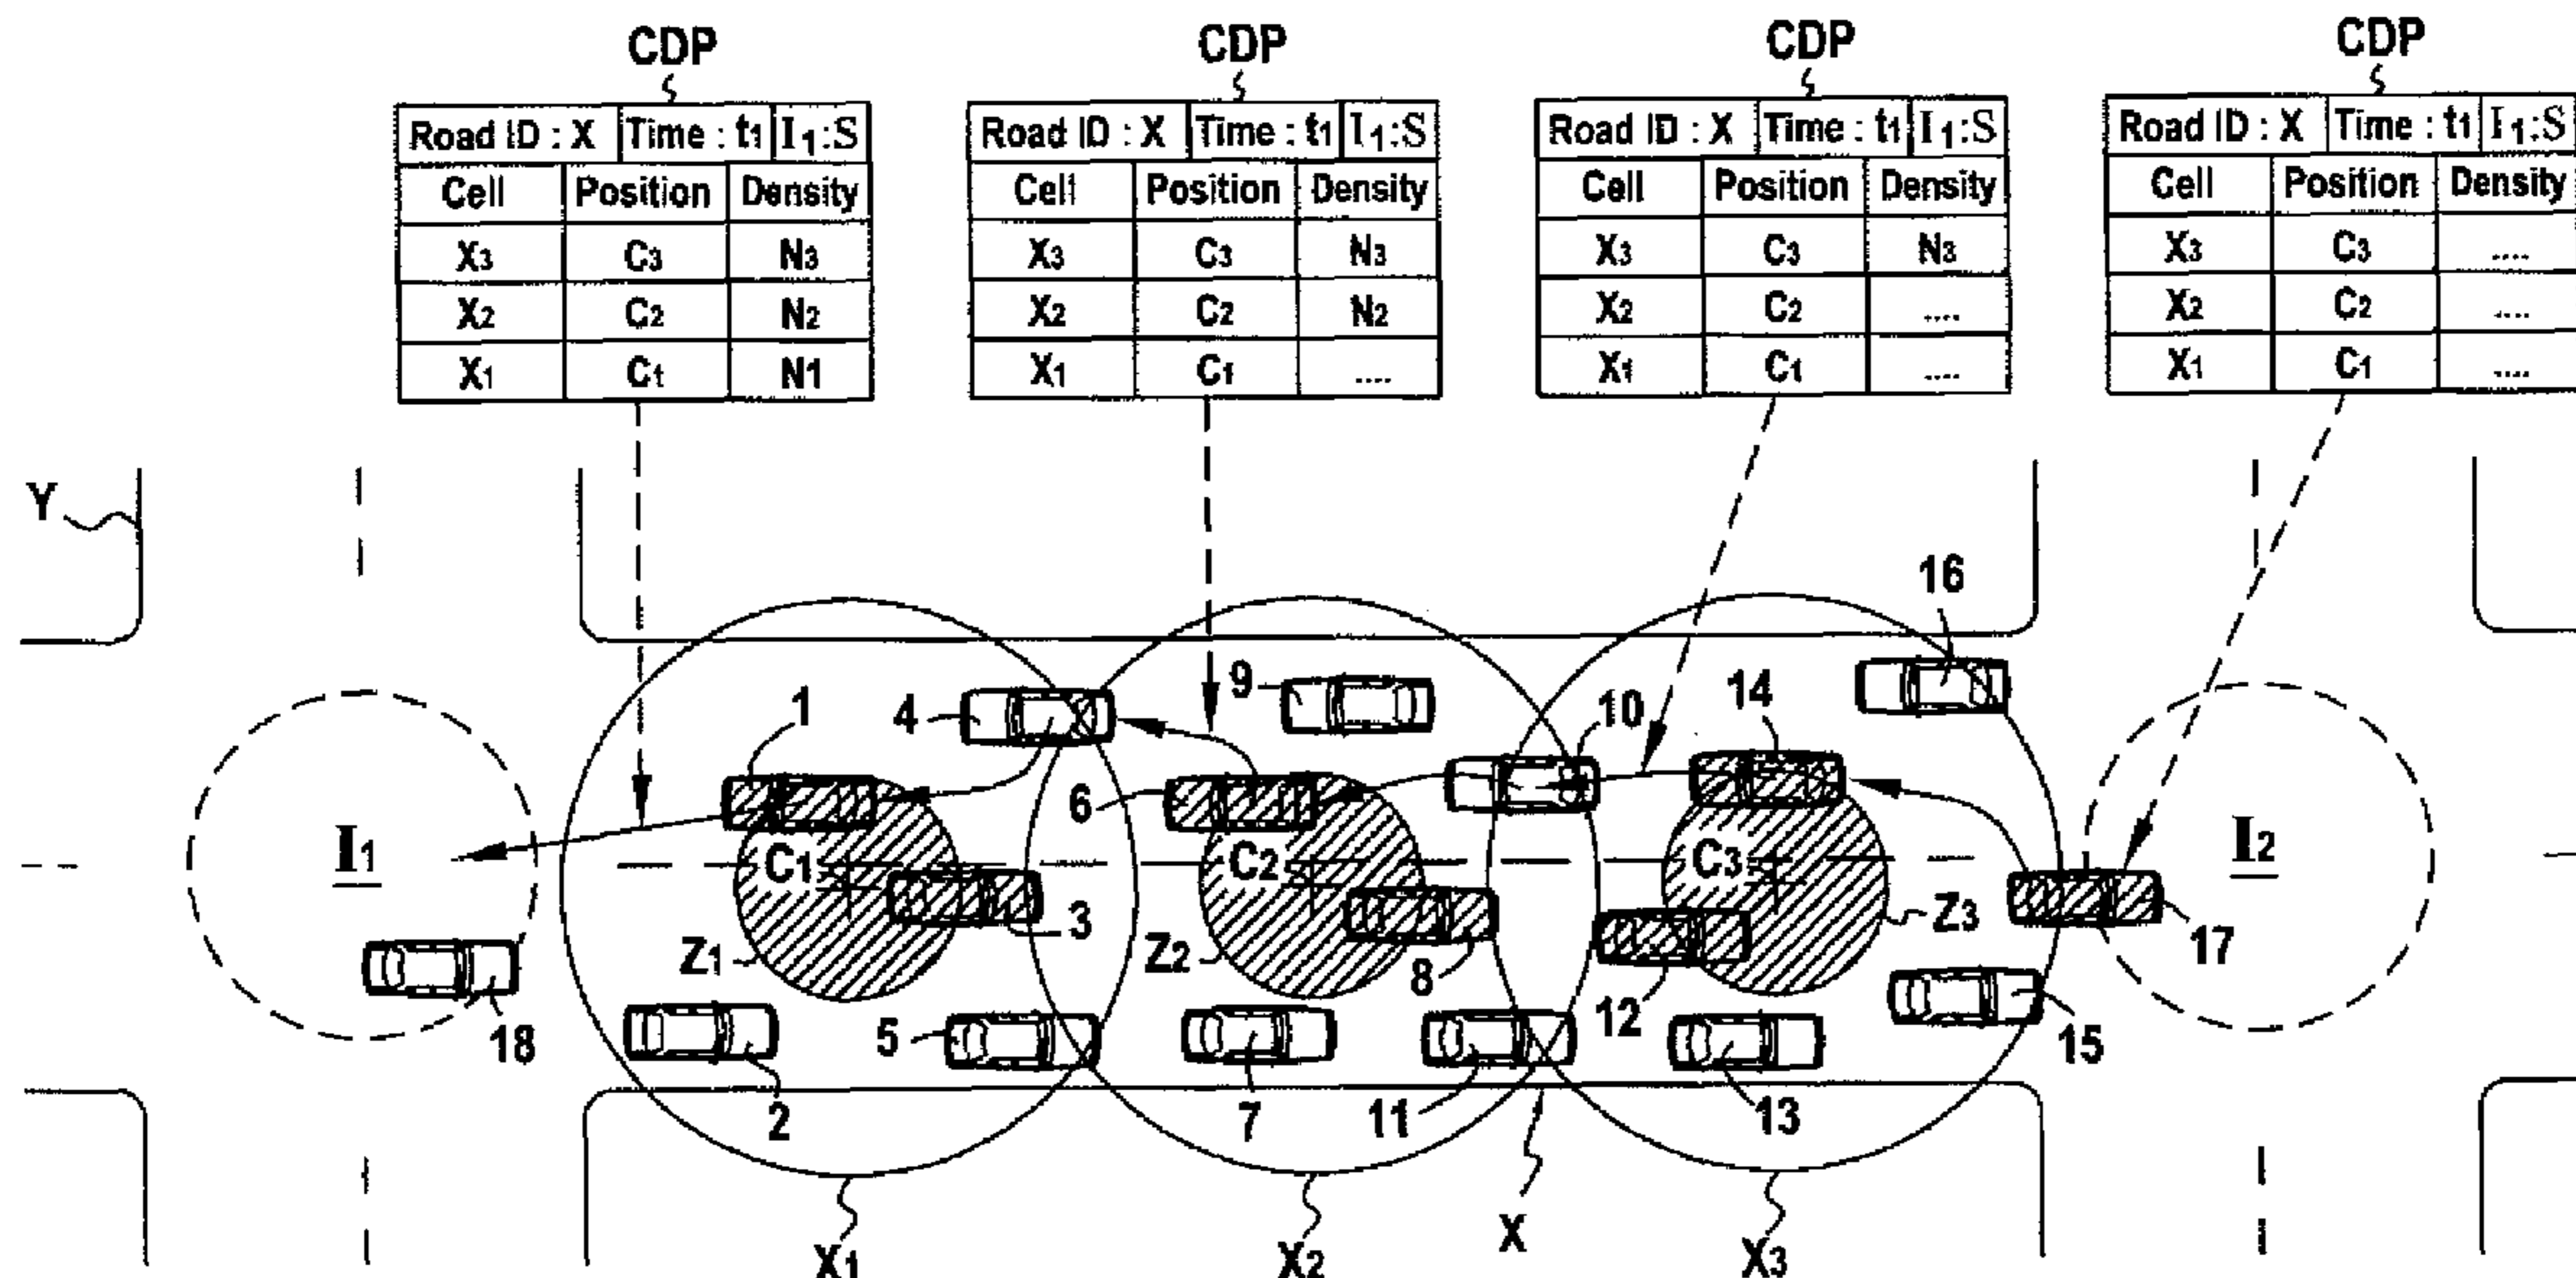 CDP CDP CDP CDP
Road ID : X Time : t1 I1:S
Cell Position Density
X3 C3 N3
X2 C2 N2
X1 C1 N1
Road ID : X Time : t1 I1:S
Cell Position Density
X3 C3 N3
X2 C2 N2
X1 C1 ....
Road ID : X Time : t1 I1:S
Cell Position Density
X3 C3 N3
X2 C2 ....
X1 C1 ....
Road ID : X Time : t1 I1:S
Cell Position Density
X3 C3 ....
X2 C2 ....
X1 C1 ....
Y
16
1 4 9 10 14
6
I1 C1 C2 C3 I2
3 Z3
Z1 Z2 8 17
18 5 12 15
2 7 11 13
X1 X2 X X3